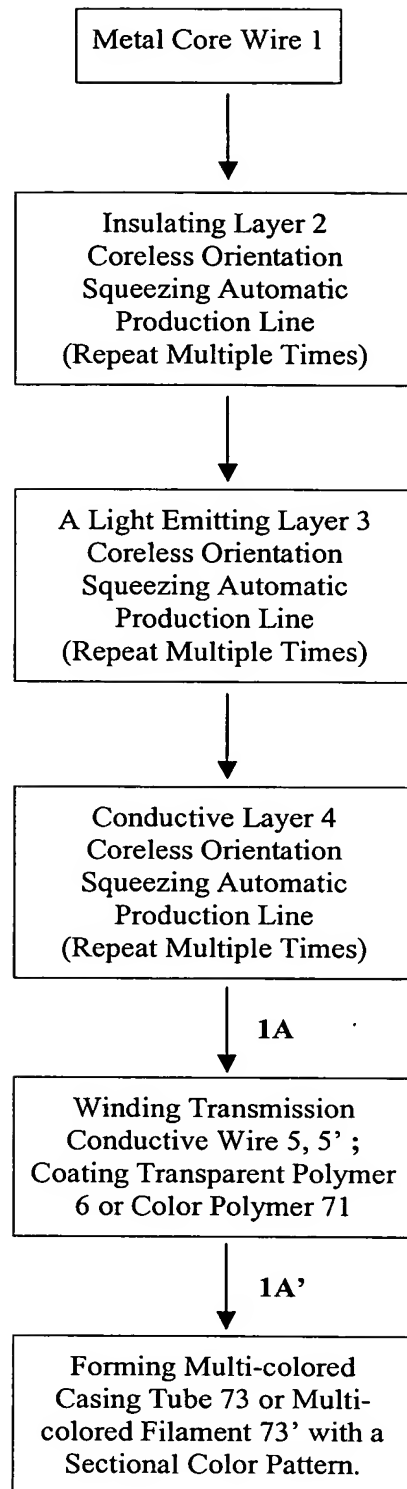 Metal Core Wire 1
Insulating Layer 2
Coreless Orientation
Squeezing Automatic
Production Line
(Repeat Multiple Times)
A Light Emitting Layer 3
Coreless Orientation
Squeezing Automatic
Production Line
(Repeat Multiple Times)
Conductive Layer 4
Coreless Orientation
Squeezing Automatic
Production Line
(Repeat Multiple Times)
1A
Winding Transmission
Conductive Wire 5, 5’ ;
Coating Transparent Polymer
6 or Color Polymer 71
1A’
Forming Multi-colored
Casing Tube 73 or Multi-
colored Filament 73’ with a
Sectional Color Pattern.